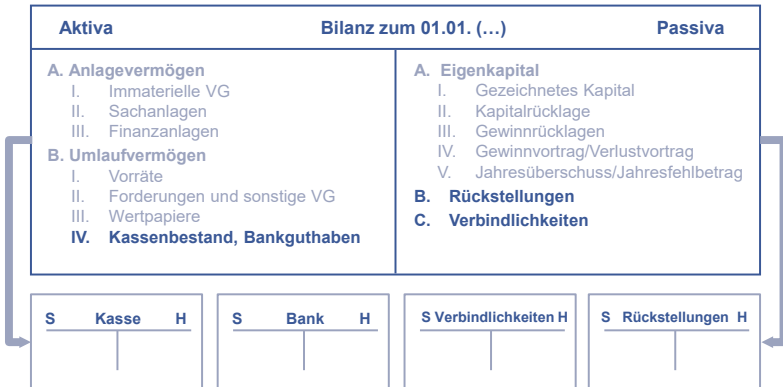 Aktiva Bilanz zum 01.01. (…) Passiva
A. Anlagevermögen
I. Immaterielle VG
II. Sachanlagen
III. Finanzanlagen
B. Umlaufvermögen
I. Vorräte
II. Forderungen und sonstige VG
III. Wertpapiere
IV. Kassenbestand, Bankguthaben
A. Eigenkapital
I. Gezeichnetes Kapital
II. Kapitalrücklage
III. Gewinnrücklagen
IV. Gewinnvortrag/Verlustvortrag
V. Jahresüberschuss/Jahresfehlbetrag
B. Rückstellungen
C. Verbindlichkeiten
S Kasse H
S Bank H
S Verbindlichkeiten H
S Rückstellungen H